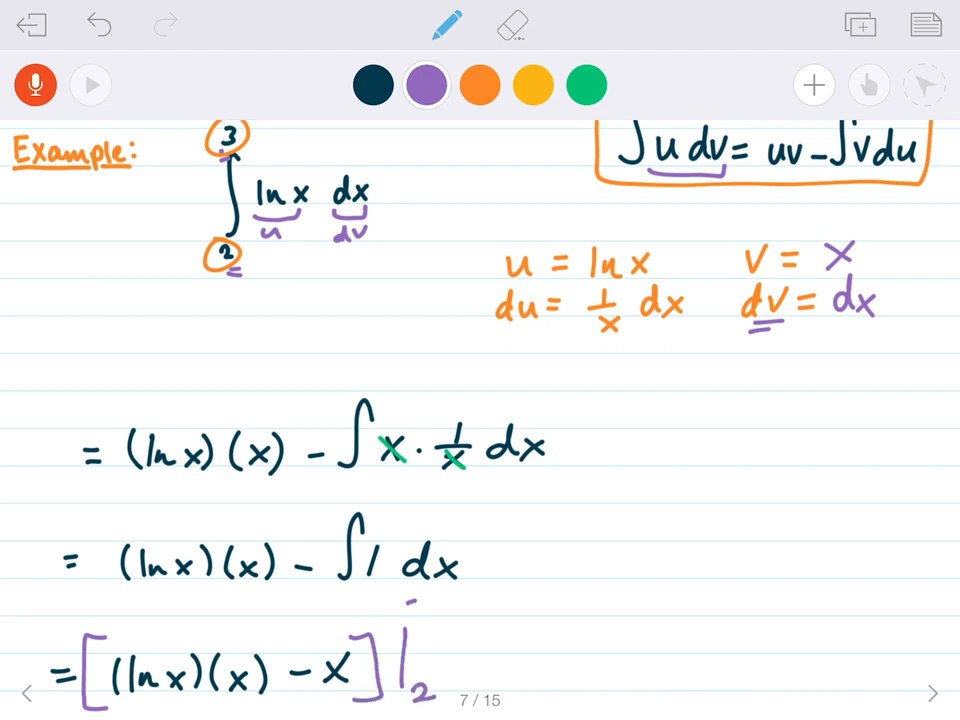 Example:
3
∫ ln x dx
u dv
2
∫ u dv = uv - ∫ v du
u = ln x v = x
du = 1/x dx dv = dx
= (ln x)(x) - ∫ x · 1/x dx
= (ln x)(x) - ∫ 1 dx
= [(ln x)(x) - x] |2
7 / 15